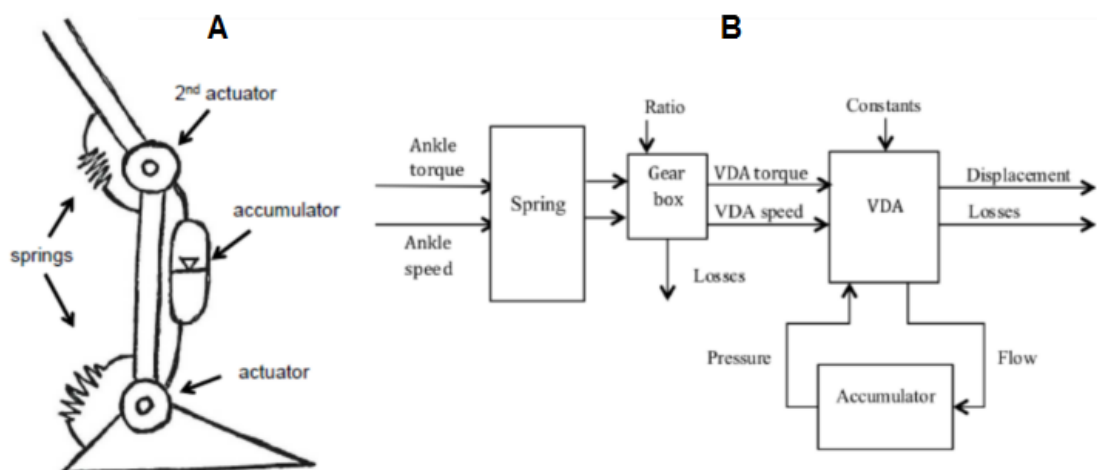 A
2nd actuator
accumulator
springs
actuator
B
Ratio
Constants
Ankle
torque
Ankle
speed
Spring
Gear
box
VDA torque
VDA speed
VDA
Displacement
Losses
Losses
Pressure
Flow
Accumulator